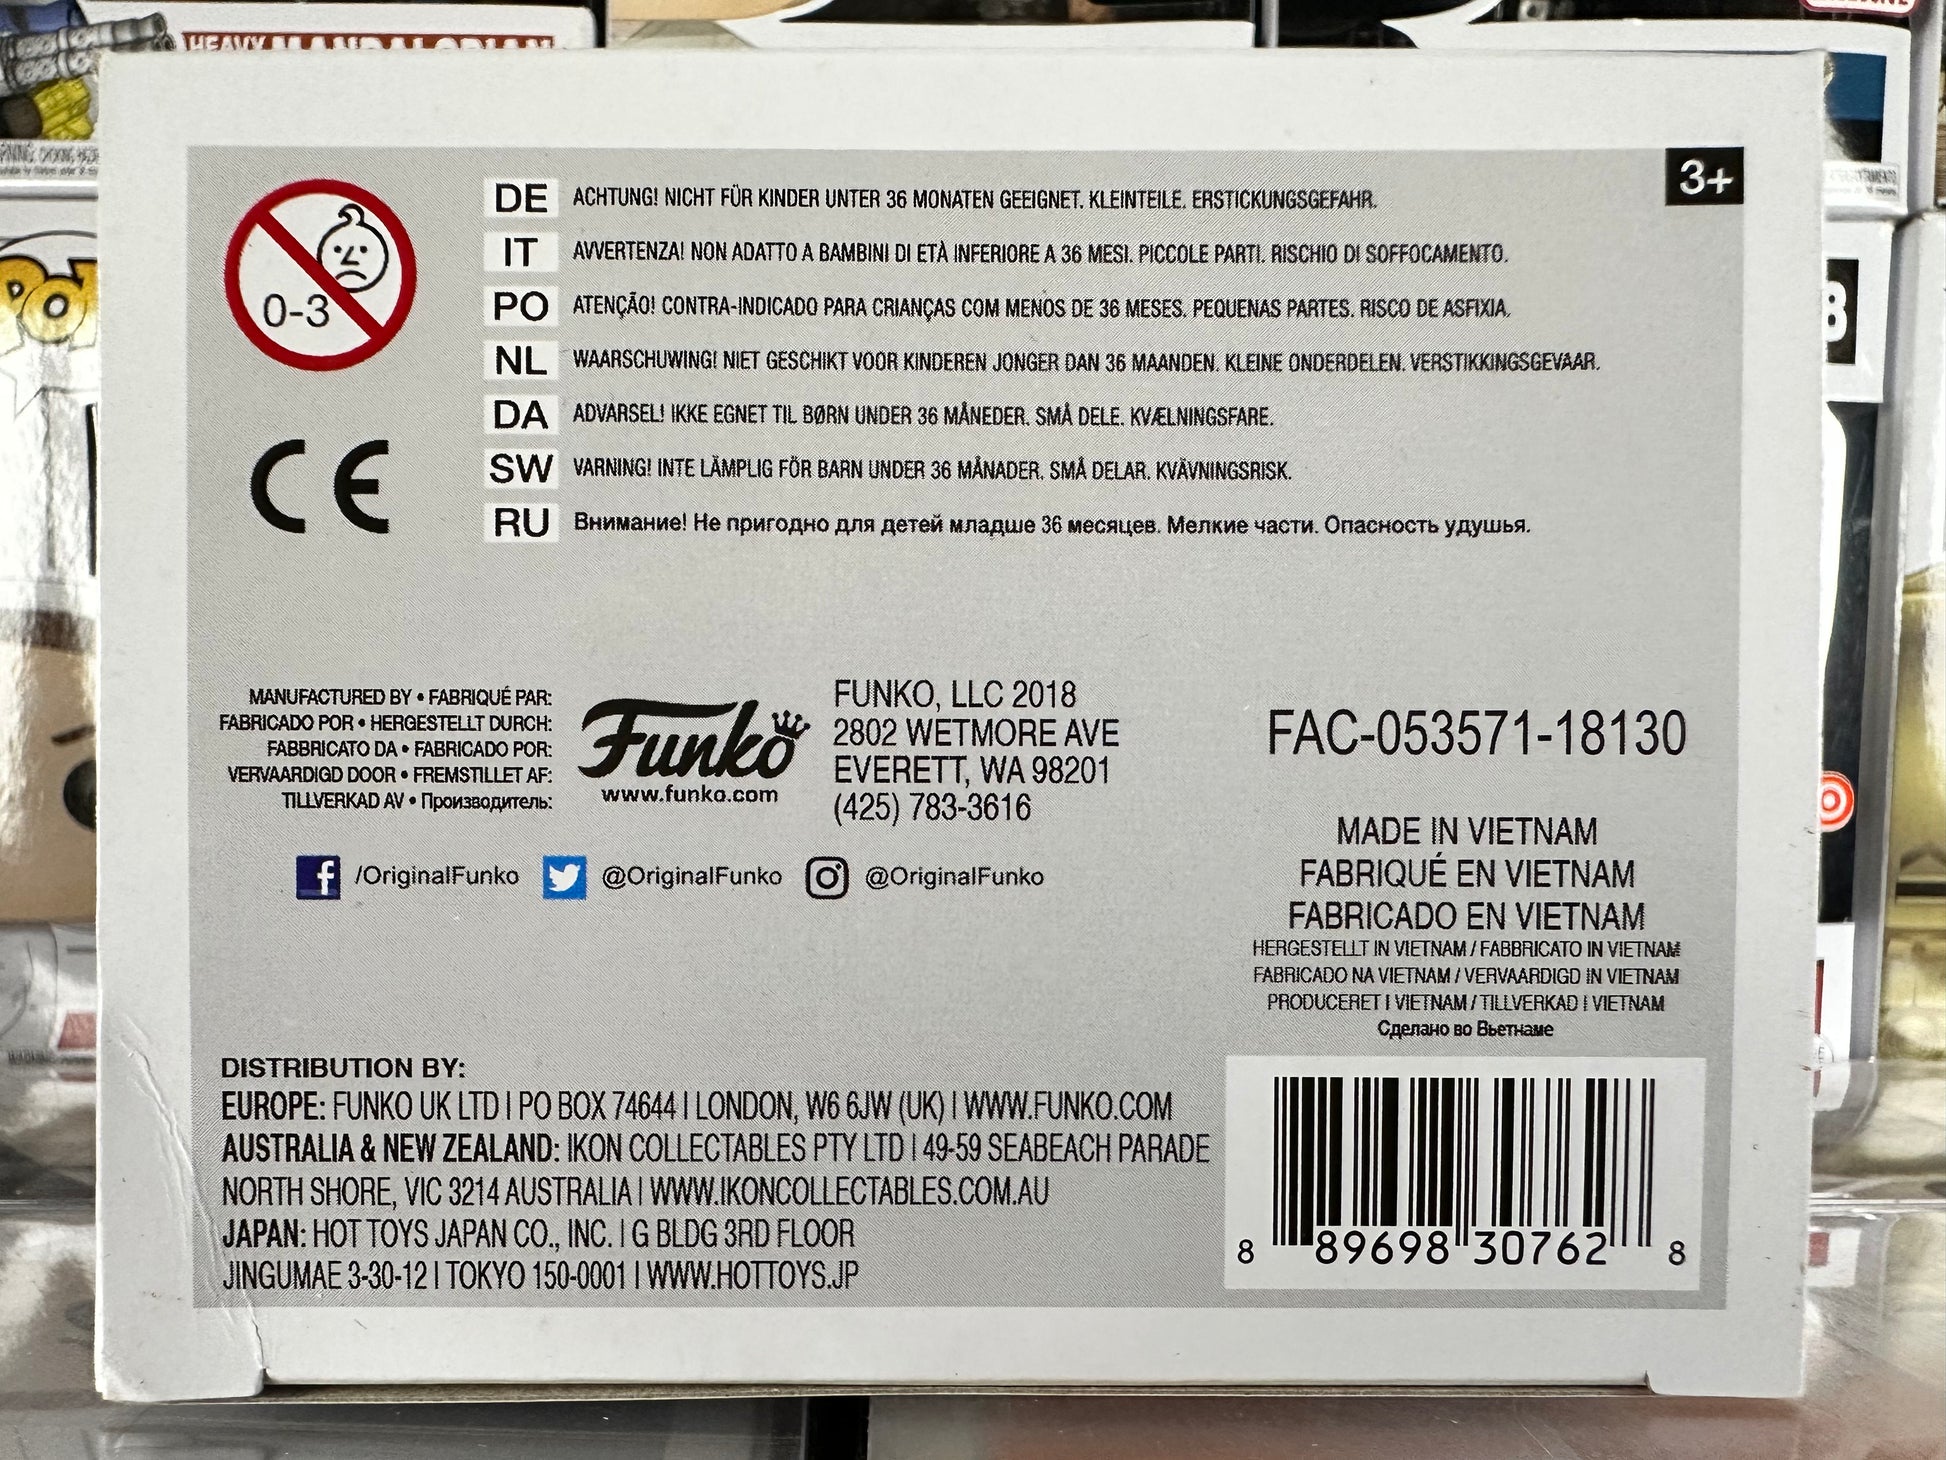 HEAVY MANDALORIAN
3+
0-3
DE ACHTUNG! NICHT FÜR KINDER UNTER 36 MONATEN GEEIGNET. KLEINTEILE. ERSTICKUNGSGEFAHR.
IT AVVERTENZA! NON ADATTO A BAMBINI DI ETÀ INFERIORE A 36 MESI. PICCOLE PARTI. RISCHIO DI SOFFOCAMENTO.
PO ATENÇÃO! CONTRA-INDICADO PARA CRIANÇAS COM MENOS DE 36 MESES. PEQUENAS PARTES. RISCO DE ASFIXIA.
NL WAARSCHUWING! NIET GESCHIKT VOOR KINDEREN JONGER DAN 36 MAANDEN. KLEINE ONDERDELEN. VERSTIKKINGSGEVAAR.
DA ADVARSEL! IKKE EGNET TIL BØRN UNDER 36 MÅNEDER. SMÅ DELE. KVÆLNINGSFARE.
SW VARNING! INTE LÄMPLIG FÖR BARN UNDER 36 MÅNADER. SMÅ DELAR. KVÄVNINGSRISK.
RU Внимание! Не пригодно для детей младше 36 месяцев. Мелкие части. Опасность удушья.
CE
MANUFACTURED BY • FABRIQUÉ PAR:
FABRICADO POR • HERGESTELLT DURCH:
FABBRICATO DA • FABRICADO POR:
VERVAARDIGD DOOR • FREMSTILLET AF:
TILLVERKAD AV • Производитель:
Funko
www.funko.com
FUNKO, LLC 2018
2802 WETMORE AVE
EVERETT, WA 98201
(425) 783-3616
/OriginalFunko @OriginalFunko @OriginalFunko
FAC-053571-18130
MADE IN VIETNAM
FABRIQUÉ EN VIETNAM
FABRICADO EN VIETNAM
HERGESTELLT IN VIETNAM / FABBRICATO IN VIETNAM
FABRICADO NA VIETNAM / VERVAARDIGD IN VIETNAM
PRODUCERET I VIETNAM / TILLVERKAD I VIETNAM
Сделано во Вьетнаме
DISTRIBUTION BY:
EUROPE: FUNKO UK LTD | PO BOX 74644 | LONDON, W6 6JW (UK) | WWW.FUNKO.COM
AUSTRALIA & NEW ZEALAND: IKON COLLECTABLES PTY LTD | 49-59 SEABEACH PARADE
NORTH SHORE, VIC 3214 AUSTRALIA | WWW.IKONCOLLECTABLES.COM.AU
JAPAN: HOT TOYS JAPAN CO., INC. | G BLDG 3RD FLOOR
JINGUMAE 3-30-12 | TOKYO 150-0001 | WWW.HOTTOYS.JP
8 89698 30762 8